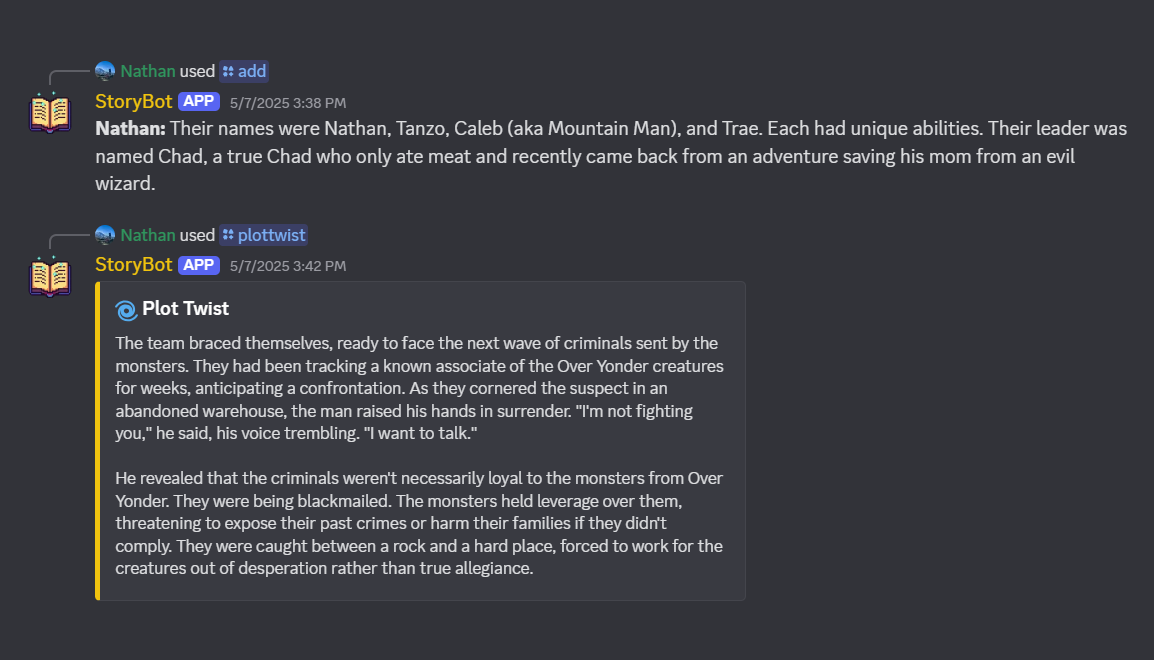 Nathan used add
StoryBot APP 5/7/2025 3:38 PM
Nathan: Their names were Nathan, Tanzo, Caleb (aka Mountain Man), and Trae. Each had unique abilities. Their leader was
named Chad, a true Chad who only ate meat and recently came back from an adventure saving his mom from an evil
wizard.
Nathan used plottwist
StoryBot APP 5/7/2025 3:42 PM
Plot Twist
The team braced themselves, ready to face the next wave of criminals sent by the
monsters. They had been tracking a known associate of the Over Yonder creatures
for weeks, anticipating a confrontation. As they cornered the suspect in an
abandoned warehouse, the man raised his hands in surrender. "I'm not fighting
you," he said, his voice trembling. "I want to talk."
He revealed that the criminals weren't necessarily loyal to the monsters from Over
Yonder. They were being blackmailed. The monsters held leverage over them,
threatening to expose their past crimes or harm their families if they didn't
comply. They were caught between a rock and a hard place, forced to work for the
creatures out of desperation rather than true allegiance.